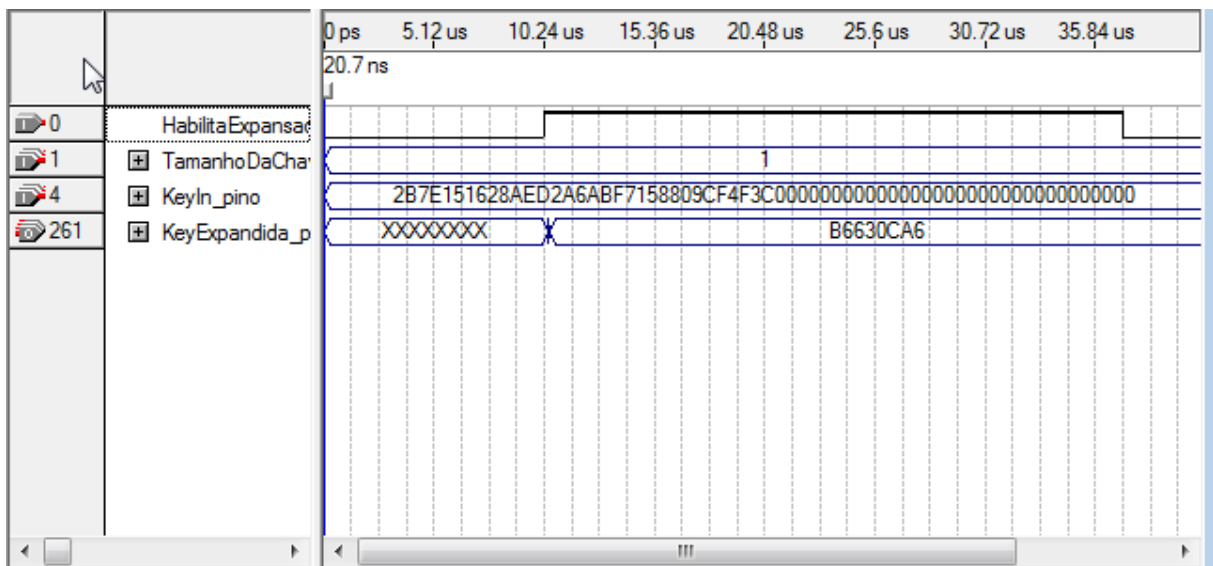 0 ps 5.12 us 10.24 us 15.36 us 20.48 us 25.6 us 30.72 us 35.84 us
20.7 ns
0 HabilitaExpansao
1 TamanhoDaCha 1
4 KeyIn_pino 2B7E151628AED2A6ABF7158809CF4F3C00000000000000000000000000000000
261 KeyExpandida_p XXXXXXXX B6630CA6